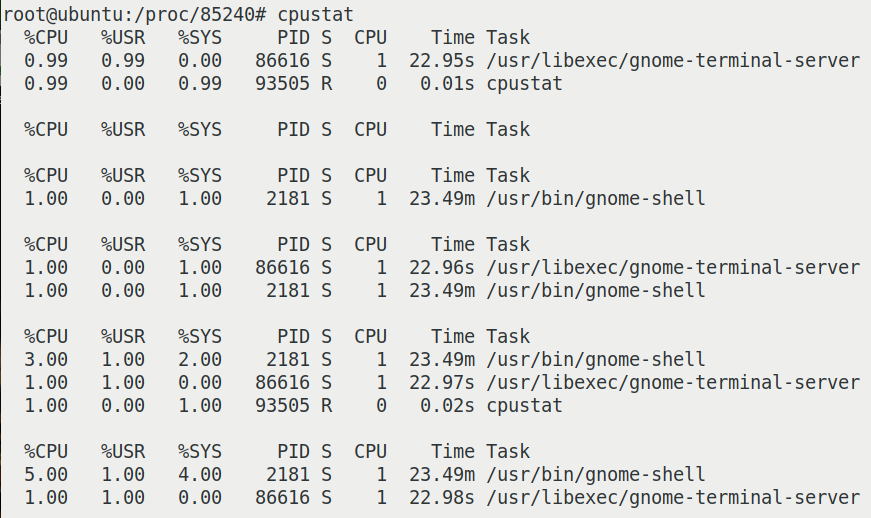 root@ubuntu:/proc/85240# cpustat
%CPU %USR %SYS PID S CPU Time Task
0.99 0.99 0.00 86616 S 1 22.95s /usr/libexec/gnome-terminal-server
0.99 0.00 0.99 93505 R 0 0.01s cpustat
%CPU %USR %SYS PID S CPU Time Task
%CPU %USR %SYS PID S CPU Time Task
1.00 0.00 1.00 2181 S 1 23.49m /usr/bin/gnome-shell
%CPU %USR %SYS PID S CPU Time Task
1.00 0.00 1.00 86616 S 1 22.96s /usr/libexec/gnome-terminal-server
1.00 0.00 1.00 2181 S 1 23.49m /usr/bin/gnome-shell
%CPU %USR %SYS PID S CPU Time Task
3.00 1.00 2.00 2181 S 1 23.49m /usr/bin/gnome-shell
1.00 1.00 0.00 86616 S 1 22.97s /usr/libexec/gnome-terminal-server
1.00 0.00 1.00 93505 R 0 0.02s cpustat
%CPU %USR %SYS PID S CPU Time Task
5.00 1.00 4.00 2181 S 1 23.49m /usr/bin/gnome-shell
1.00 1.00 0.00 86616 S 1 22.98s /usr/libexec/gnome-terminal-server